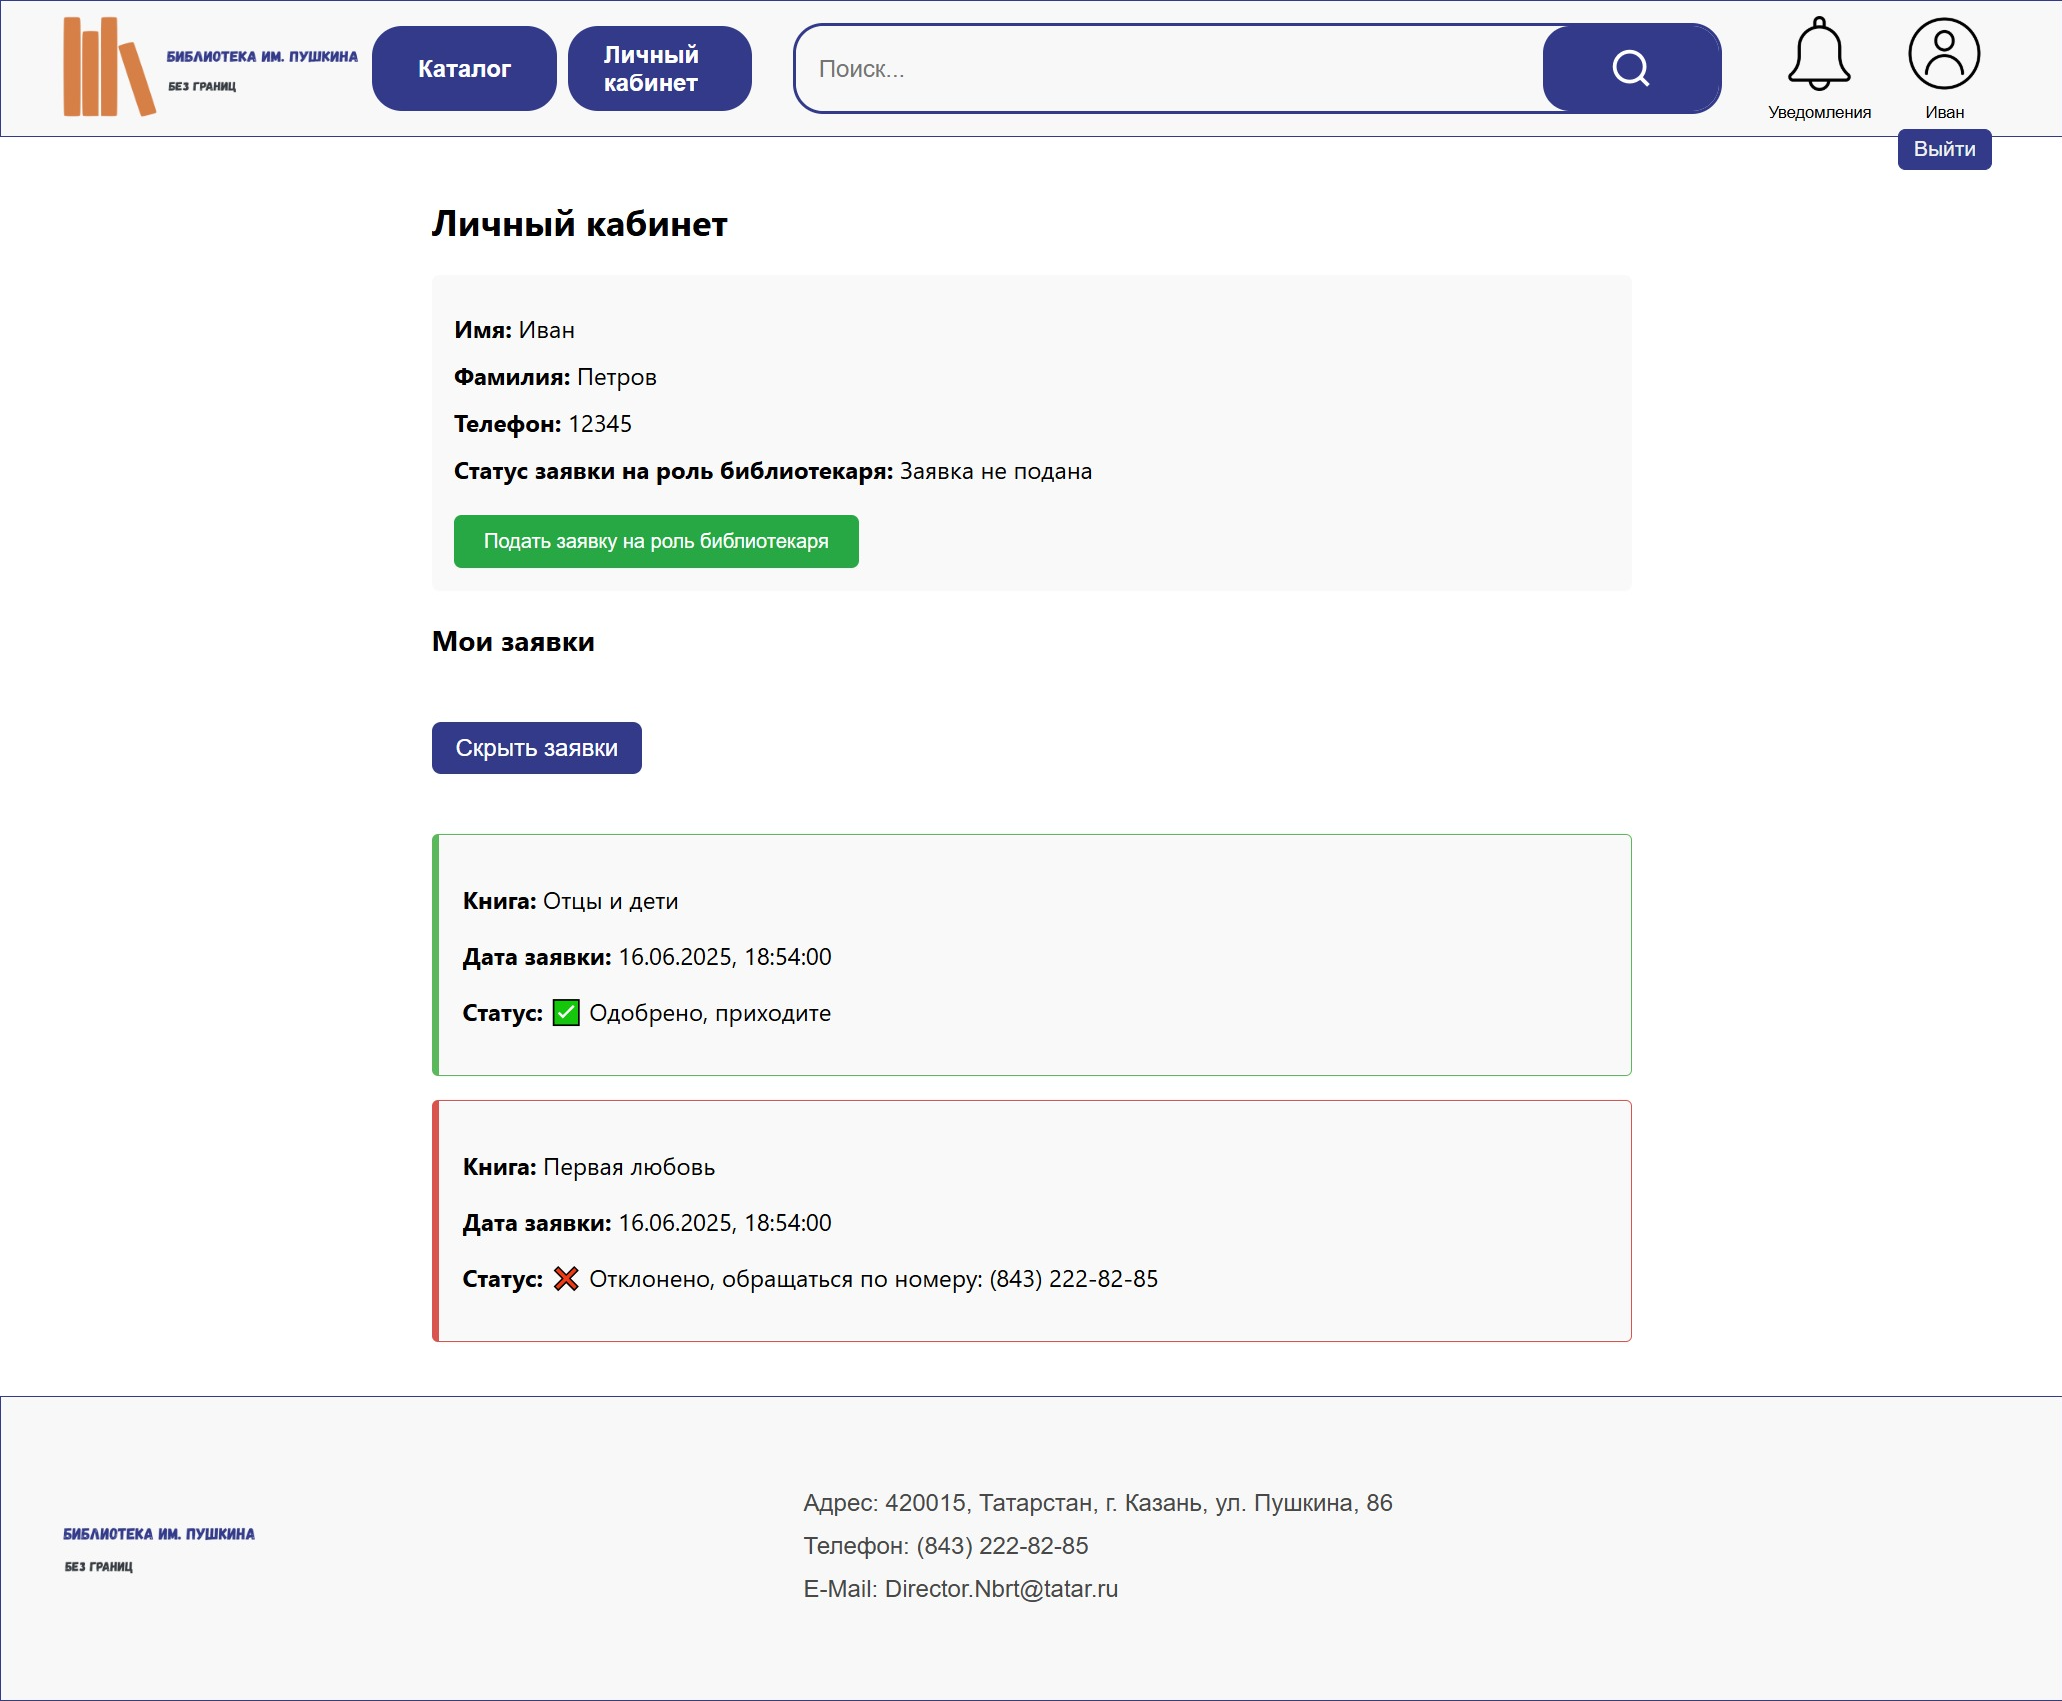 БИБЛИОТЕКА ИМ. ПУШКИНА
БЕЗ ГРАНИЦ
Каталог
Личный
кабинет
Поиск...
Уведомления
Иван
Выйти
Личный кабинет
Имя: Иван
Фамилия: Петров
Телефон: 12345
Статус заявки на роль библиотекаря: Заявка не подана
Подать заявку на роль библиотекаря
Мои заявки
Скрыть заявки
Книга: Отцы и дети
Дата заявки: 16.06.2025, 18:54:00
Статус: ✅ Одобрено, приходите
Книга: Первая любовь
Дата заявки: 16.06.2025, 18:54:00
Статус: ❌ Отклонено, обращаться по номеру: (843) 222-82-85
БИБЛИОТЕКА ИМ. ПУШКИНА
БЕЗ ГРАНИЦ
Адрес: 420015, Татарстан, г. Казань, ул. Пушкина, 86
Телефон: (843) 222-82-85
E-Mail: Director.Nbrt@tatar.ru